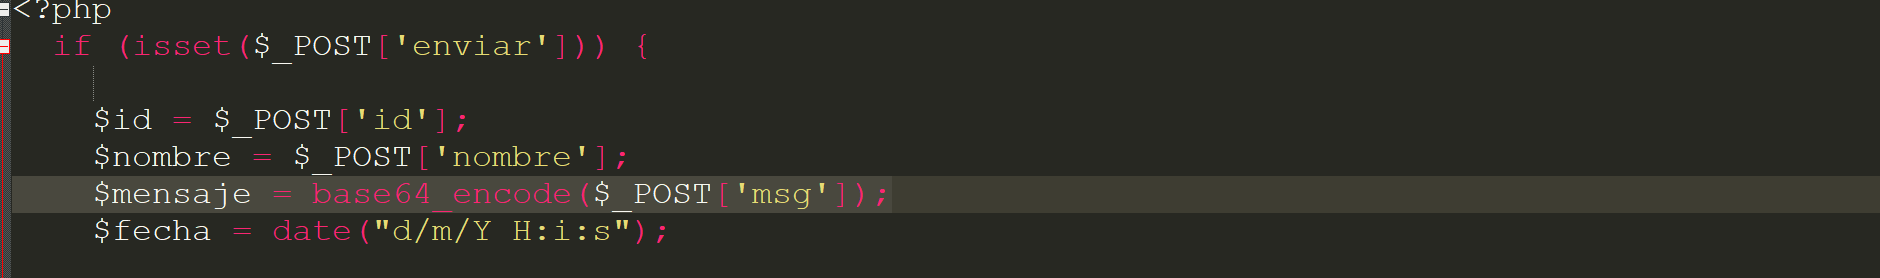 <?php
if (isset($_POST['enviar'])) {
$id = $_POST['id'];
$nombre = $_POST['nombre'];
$mensaje = base64_encode($_POST['msg']);
$fecha = date("d/m/Y H:i:s");